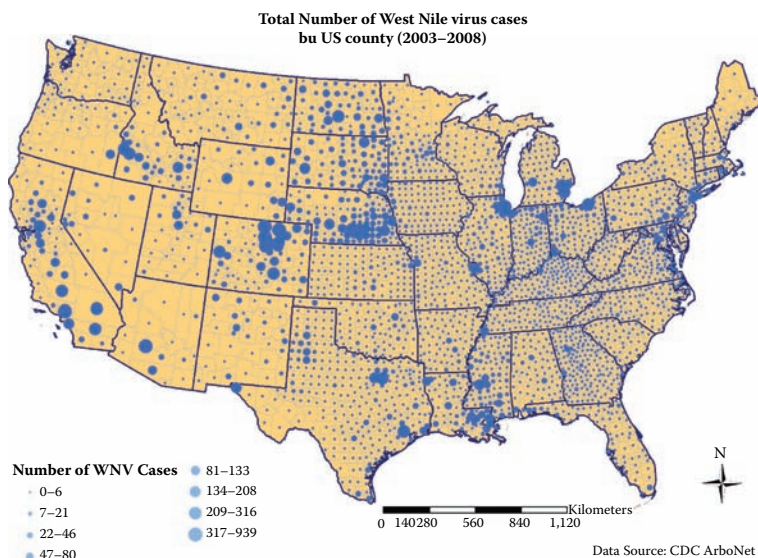 Total Number of West Nile virus cases
bu US county (2003–2008)
Number of WNV Cases
0–6
7–21
22–46
47–80
81–133
134–208
209–316
317–939
N
Kilometers
0 140 280 560 840 1,120
Data Source: CDC ArboNet